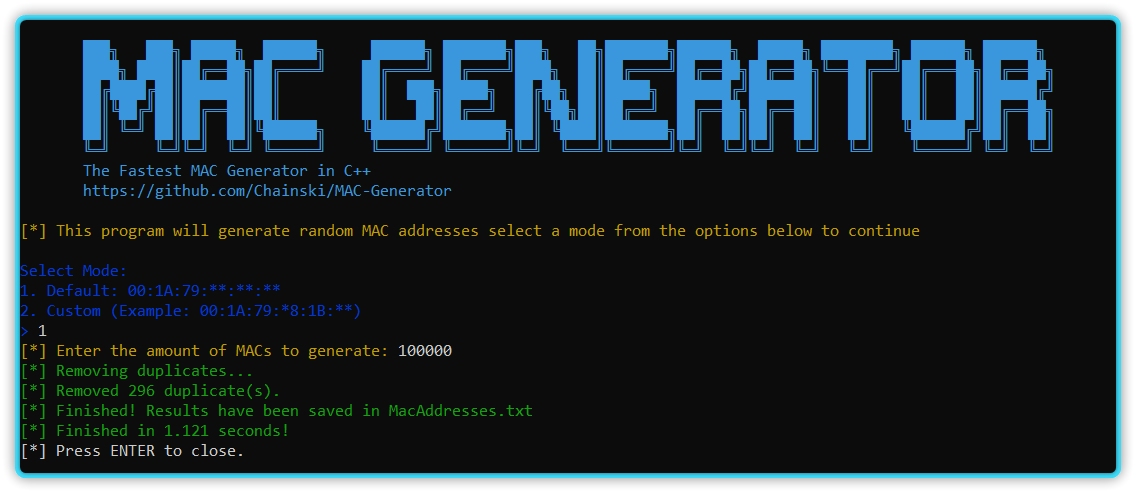 MAC GENERATOR
The Fastest MAC Generator in C++
https://github.com/Chainski/MAC-Generator
[*] This program will generate random MAC addresses select a mode from the options below to continue
Select Mode:
1. Default: 00:1A:79:**:**:**
2. Custom (Example: 00:1A:79:*8:1B:**)
> 1
[*] Enter the amount of MACs to generate: 100000
[*] Removing duplicates...
[*] Removed 296 duplicate(s).
[*] Finished! Results have been saved in MacAddresses.txt
[*] Finished in 1.121 seconds!
[*] Press ENTER to close.